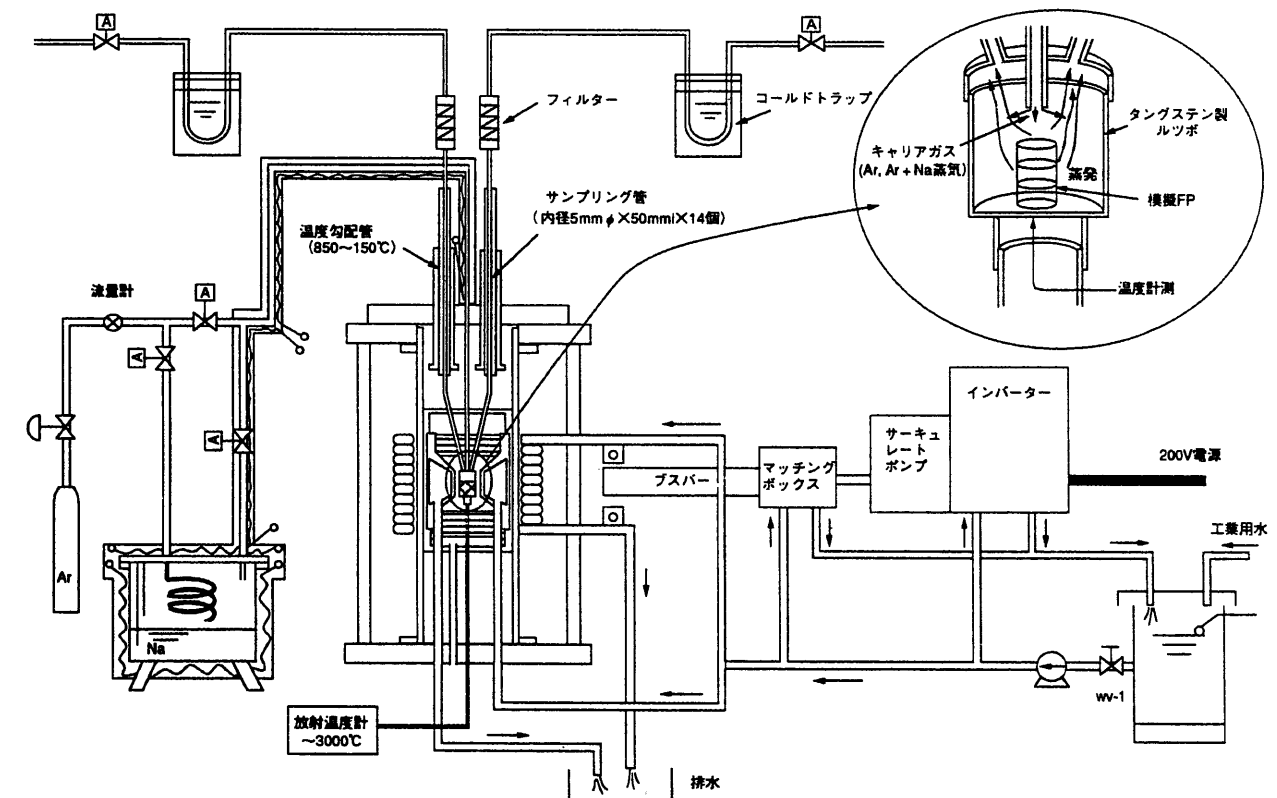 A
A
フィルター
コールドトラップ
タングステン製
ルツボ
キャリアガス
(Ar, Ar + Na蒸気)
蒸発
模擬FP
温度計測
サンプリング管
(内径5mmφ×50mml×14個)
温度勾配管
(850～150℃)
流量計
A
A
A
インバーター
サーキュ
レート
ポンプ
200V電源
マッチング
ボックス
ブスバー
工業用水
Ar
Na
wv-1
放射温度計
～3000℃
排水